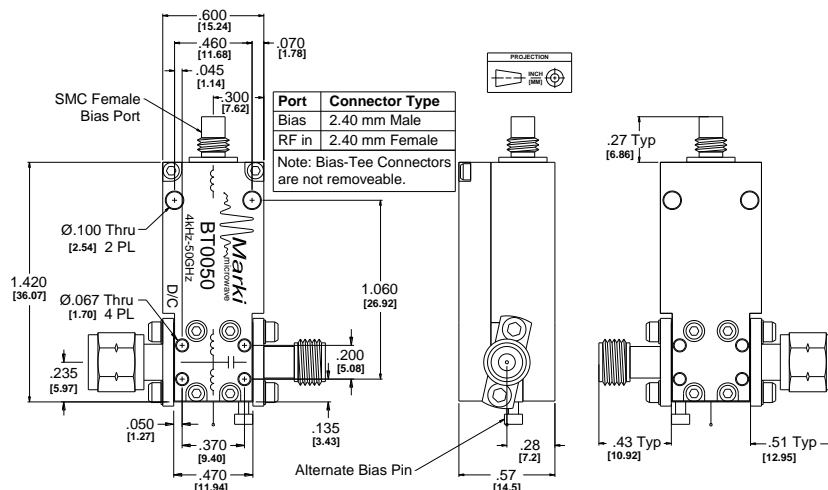 .600
[15.24]
.460
[11.68]
.070
[1.78]
.045
[1.14]
.300
[7.62]
SMC Female
Bias Port
PROJECTION
INCH
[MM]
Port Connector Type
Bias 2.40 mm Male
RF in 2.40 mm Female
Note: Bias-Tee Connectors
are not removeable.
.27 Typ
[6.86]
Ø.100 Thru
[2.54] 2 PL
1.420
[36.07]
Ø.067 Thru
[1.70] 4 PL
D/C
4kHz-50GHz
BT0050
Marki
microwave
1.060
[26.92]
.235
[5.97]
.200
[5.08]
.050
[1.27]
.135
[3.43]
.370
[9.40]
.470
[11.94]
Alternate Bias Pin
.28
[7.2]
.57
[14.5]
.43 Typ
[10.92]
.51 Typ
[12.95]